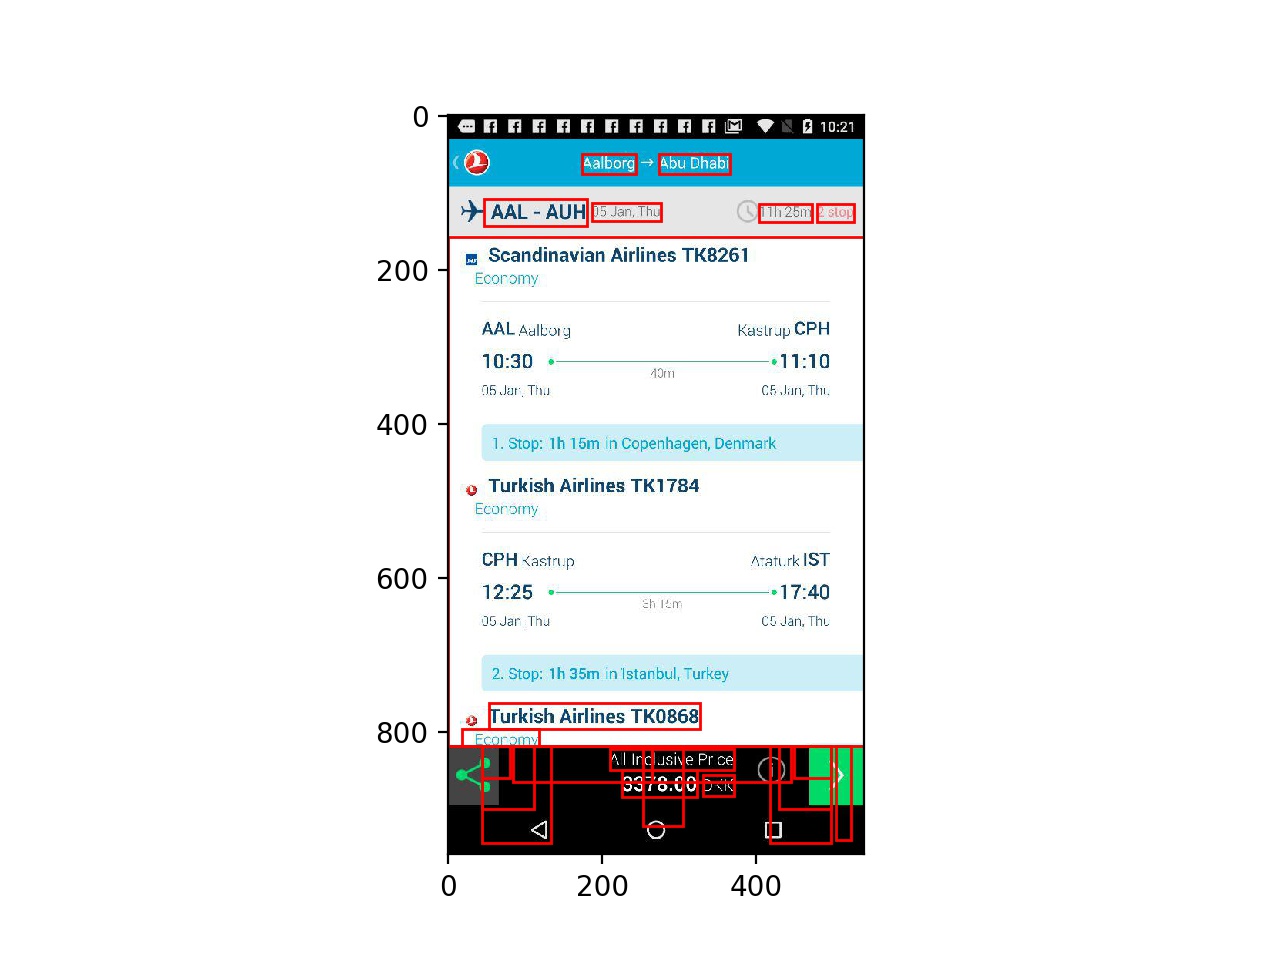 0
10:21
Aalborg → Abu Dhabi
AAL - AUH 05 Jan, Thu 11h 25m 2 stop
200
Scandinavian Airlines TK8261
Economy
AAL Aalborg Kastrup CPH
10:30 11:10
40m
05 Jan, Thu 05 Jan, Thu
400
1. Stop: 1h 15m in Copenhagen, Denmark
Turkish Airlines TK1784
Economy
CPH Kastrup Ataturk IST
600
12:25 17:40
3h 15m
05 Jan, Thu 05 Jan, Thu
2. Stop: 1h 35m in Istanbul, Turkey
Turkish Airlines TK0868
800
Economy
All Inclusive Price
3378.00 DKK
0 200 400